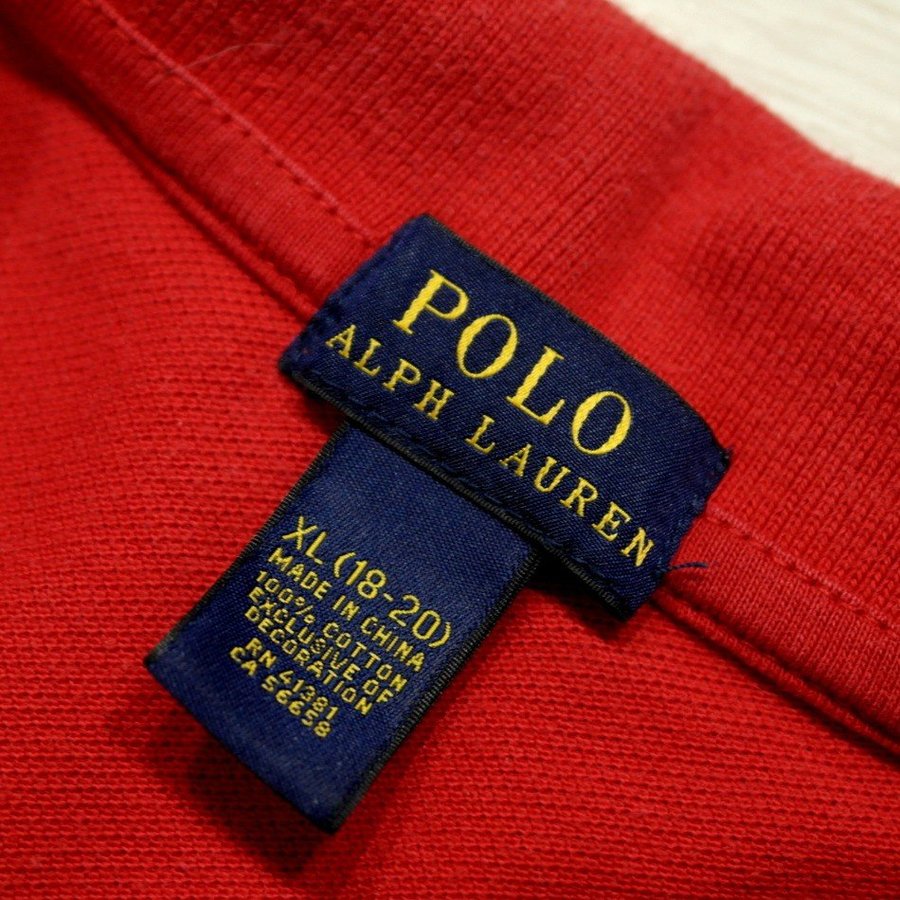 POLO
ALPH LAUREN
XL (18-20)
MADE IN CHINA
100% COTTON
EXCLUSIVE OF
DECORATION
RN 41381
CA 56658